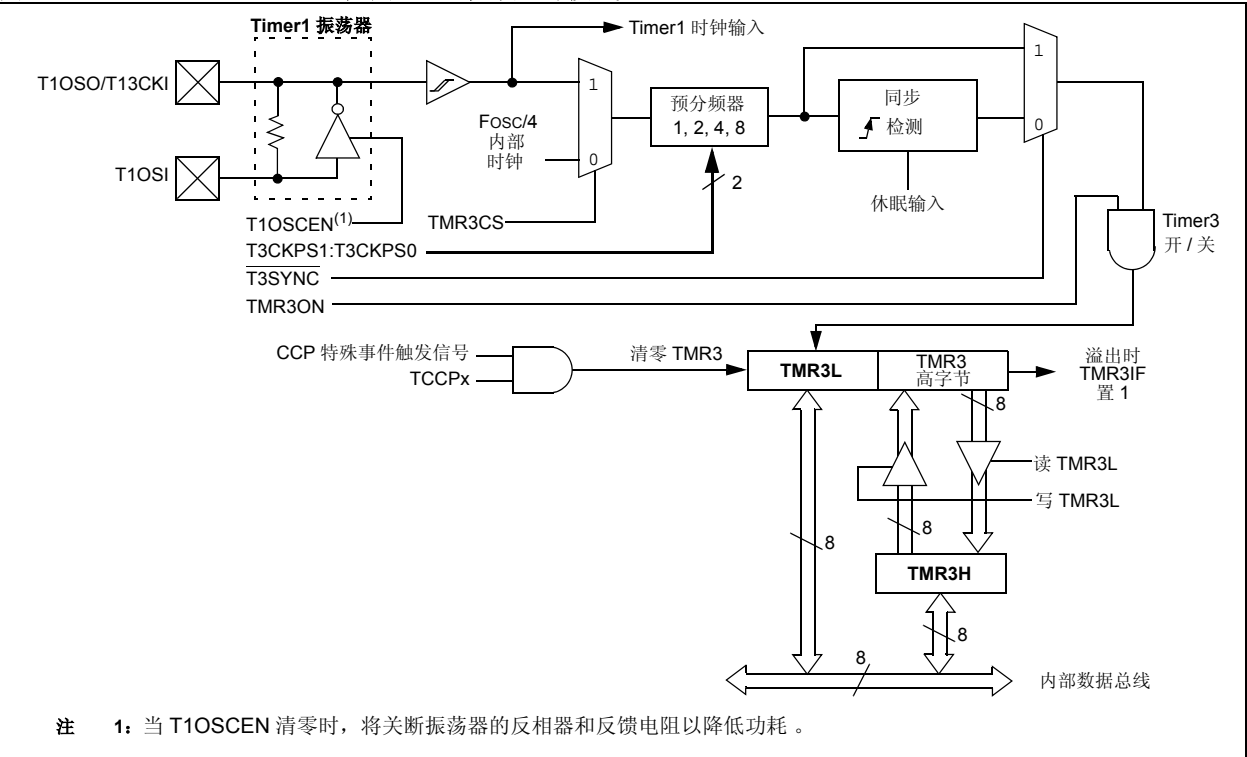 Timer1 振荡器
Timer1 时钟输入
T1OSO/T13CKI
T1OSI
FOSC/4
内部
时钟
1
0
预分频器
1, 2, 4, 8
同步
检测
1
0
2
休眠输入
T1OSCEN(1)
TMR3CS
T3CKPS1:T3CKPS0
T3SYNC
TMR3ON
Timer3
开 / 关
CCP 特殊事件触发信号
TCCPx
清零 TMR3
TMR3L
TMR3
高字节
溢出时
TMR3IF
置 1
8
读 TMR3L
写 TMR3L
8
8
TMR3H
8
8
内部数据总线
注 1: 当 T1OSCEN 清零时，将关断振荡器的反相器和反馈电阻以降低功耗 。